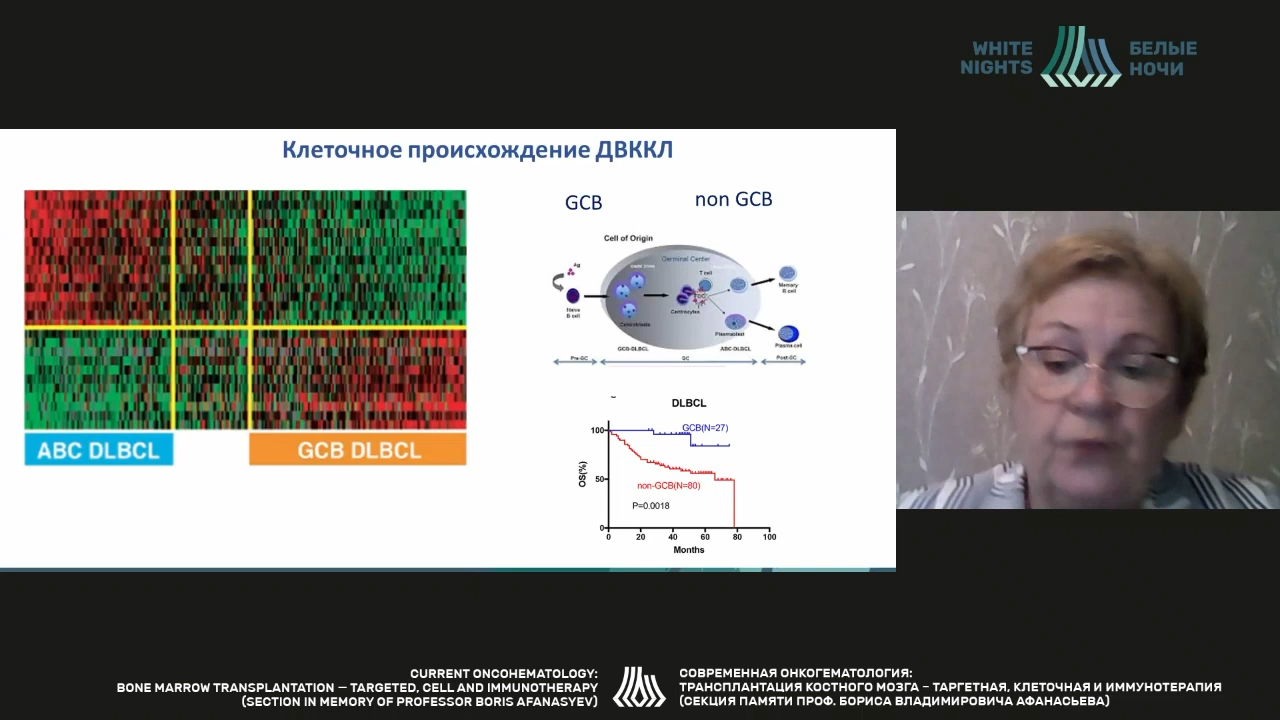 WHITE
NIGHTS
БЕЛЫЕ
НОЧИ
Клеточное происхождение ДВККЛ
GCB
non GCB
Cell of Origin
Germinal Center
Ag
T cell
Naive
B cell
Centroblasts
Centrocytes
Plasmablast
Memory
B cell
Plasma cell
GCB-DLBCL
ABC-DLBCL
Pre-GC
GC
Post-GC
ABC DLBCL
GCB DLBCL
DLBCL
GCB(N=27)
non-GCB(N=80)
P=0.0018
OS(%)
100
50
0
0 20 40 60 80 100
Months
CURRENT ONCOHEMATOLOGY:
BONE MARROW TRANSPLANTATION – TARGETED, CELL AND IMMUNOTHERAPY
(SECTION IN MEMORY OF PROFESSOR BORIS AFANASYEV)
СОВРЕМЕННАЯ ОНКОГЕМАТОЛОГИЯ:
ТРАНСПЛАНТАЦИЯ КОСТНОГО МОЗГА – ТАРГЕТНАЯ, КЛЕТОЧНАЯ И ИММУНОТЕРАПИЯ
(СЕКЦИЯ ПАМЯТИ ПРОФ. БОРИСА ВЛАДИМИРОВИЧА АФАНАСЬЕВА)